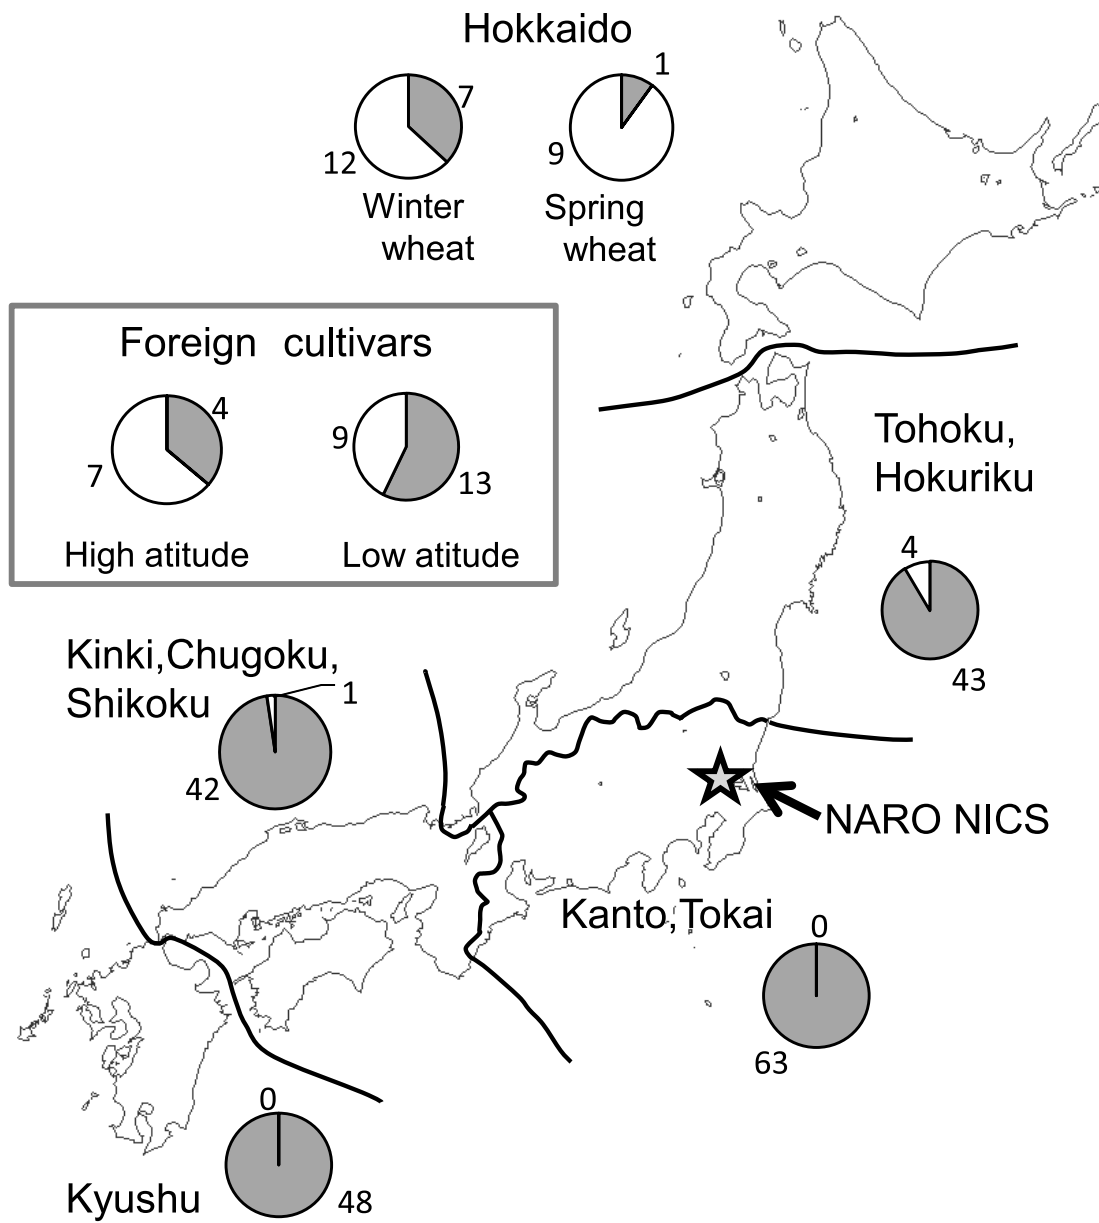 Hokkaido
7
12
Winter
wheat
1
9
Spring
wheat
Foreign cultivars
4
7
High atitude
9
13
Low atitude
Tohoku,
Hokuriku
4
43
Kinki,Chugoku,
Shikoku
1
42
NARO NICS
Kanto,Tokai
0
63
0
48
Kyushu